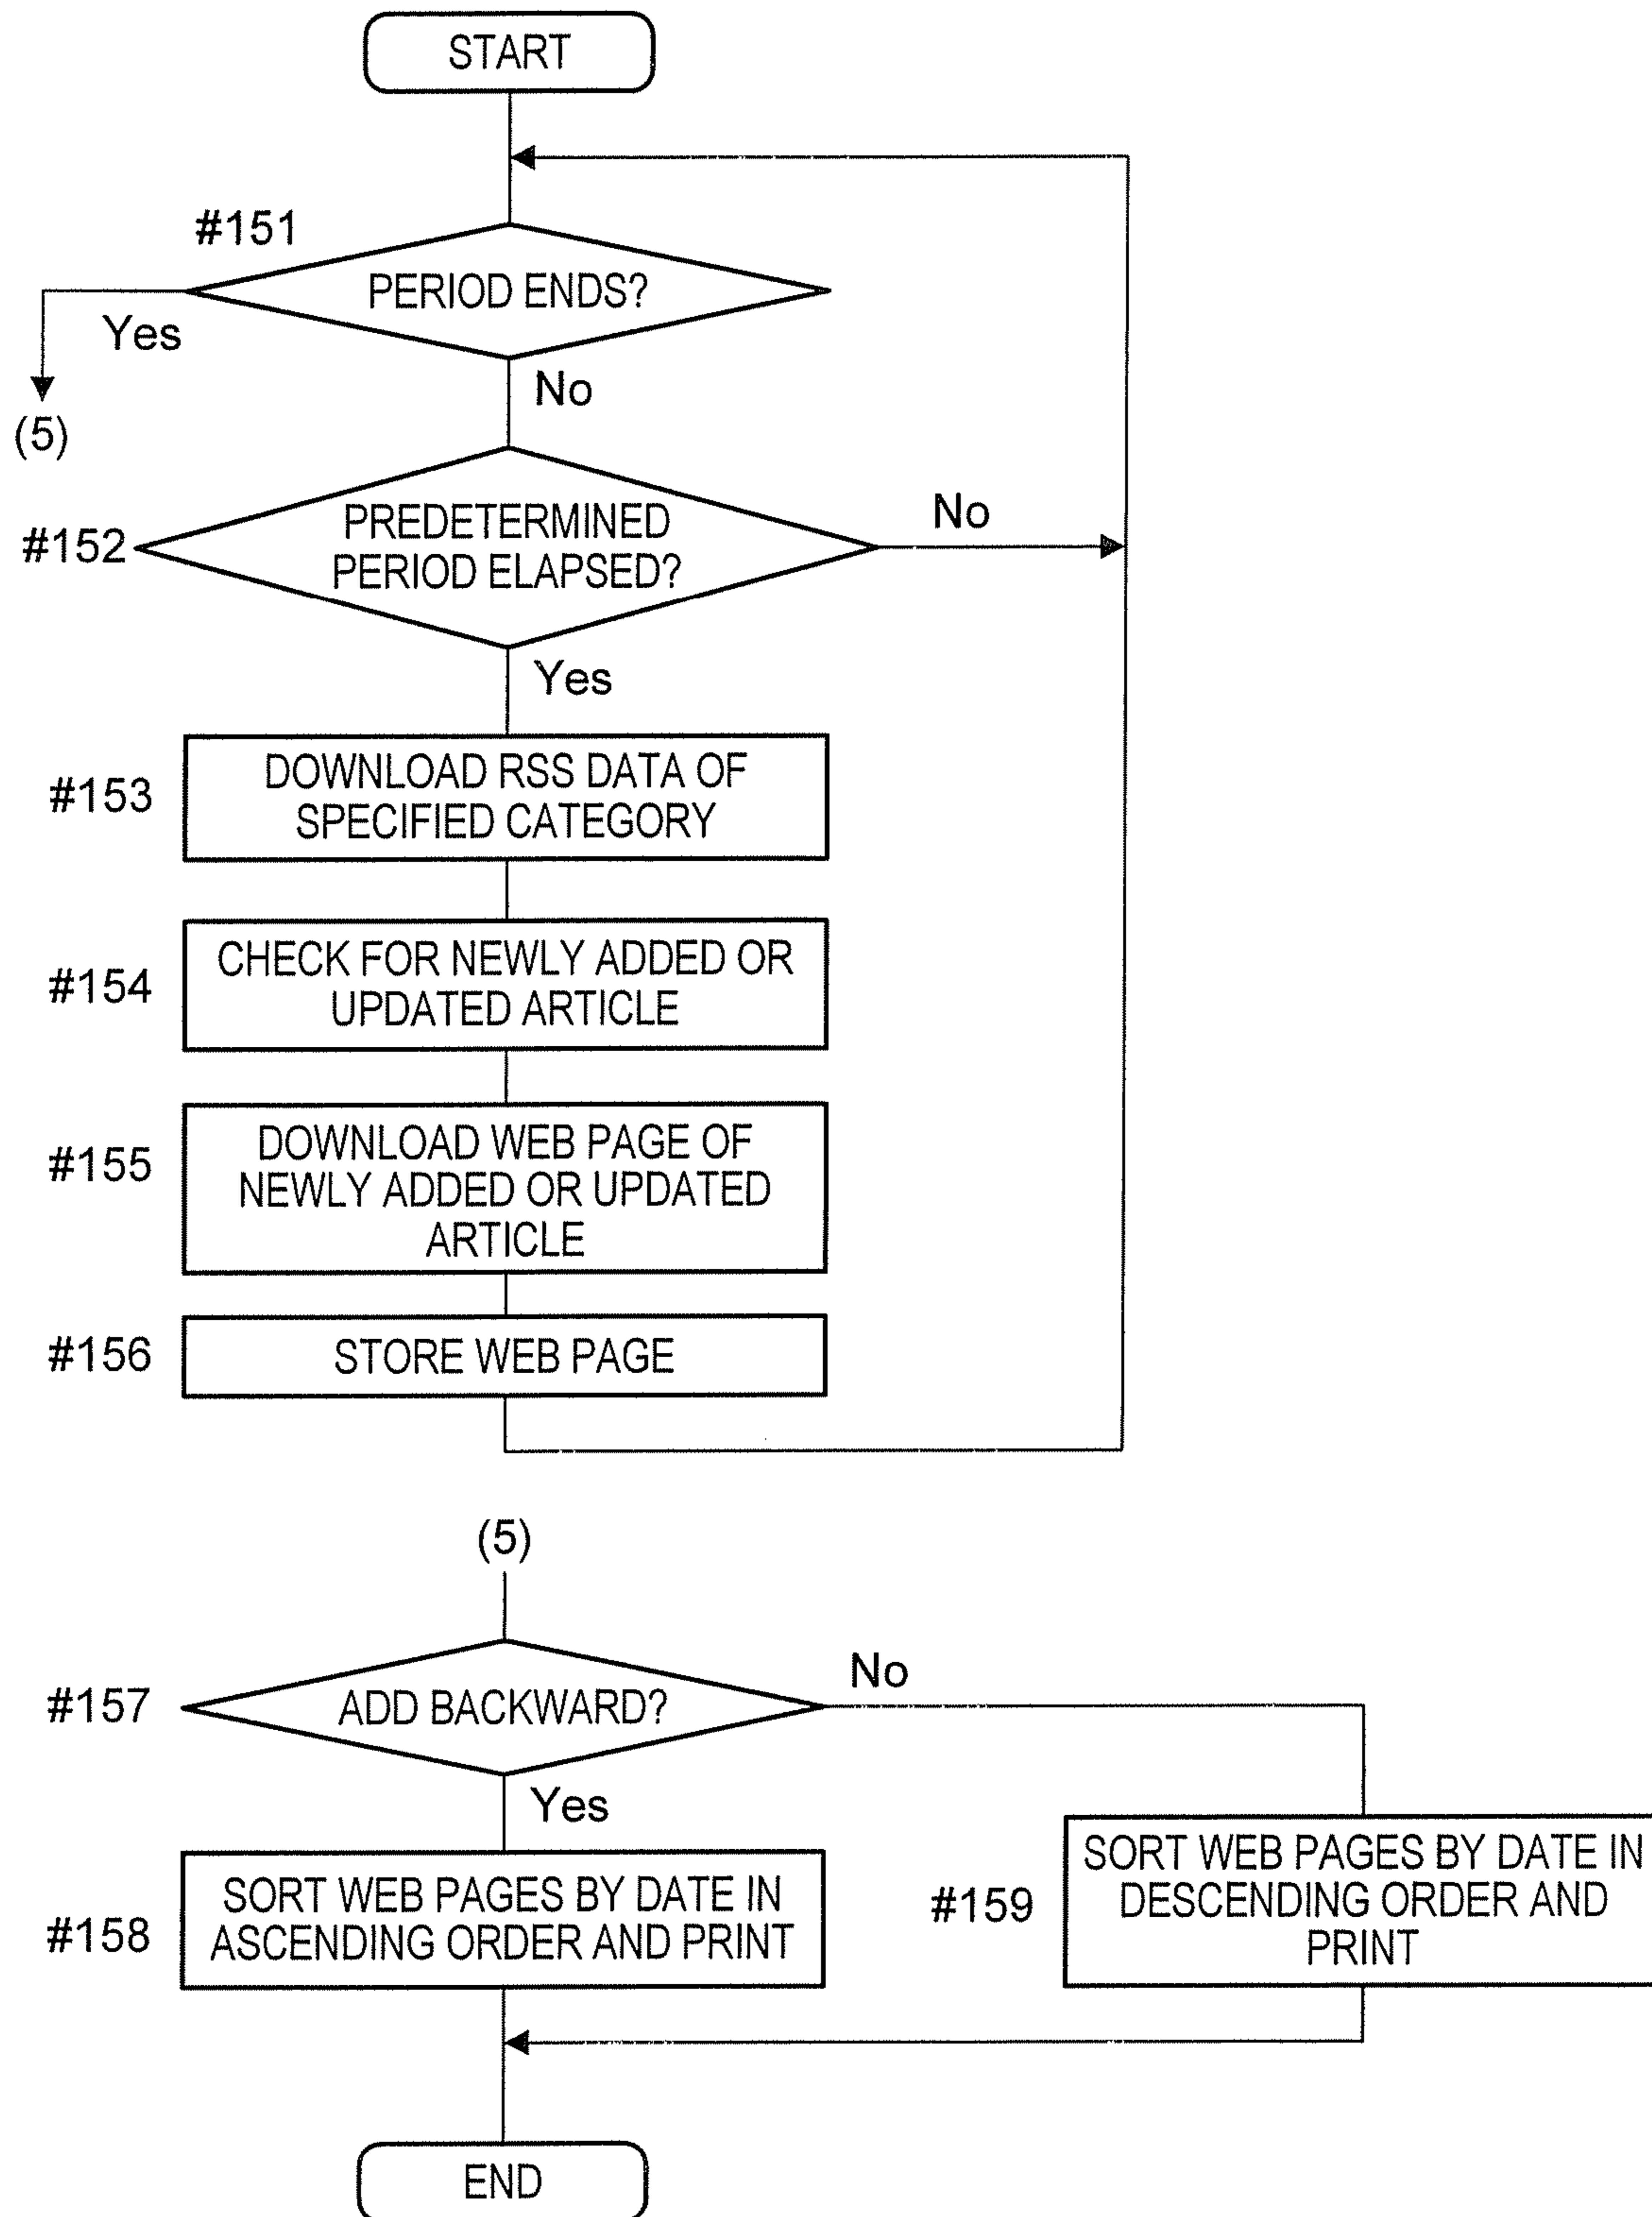 START
#151
PERIOD ENDS?
Yes
No
(5)
#152
PREDETERMINED
PERIOD ELAPSED?
No
Yes
#153
DOWNLOAD RSS DATA OF
SPECIFIED CATEGORY
#154
CHECK FOR NEWLY ADDED OR
UPDATED ARTICLE
#155
DOWNLOAD WEB PAGE OF
NEWLY ADDED OR UPDATED
ARTICLE
#156
STORE WEB PAGE
(5)
#157
ADD BACKWARD?
No
Yes
#158
SORT WEB PAGES BY DATE IN
ASCENDING ORDER AND PRINT
#159
SORT WEB PAGES BY DATE IN
DESCENDING ORDER AND
PRINT
END